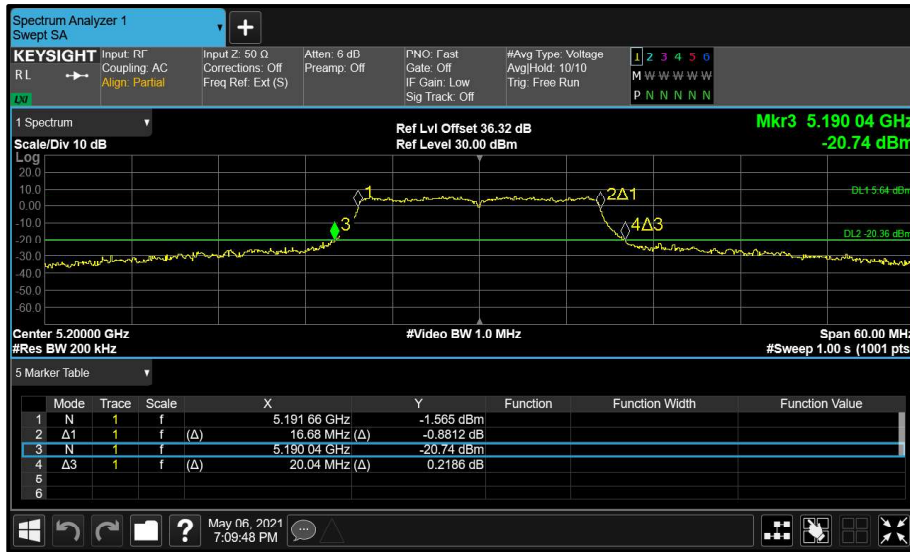 Spectrum Analyzer 1
Swept SA
+
KEYSIGHT
R L
LXI
Input: RF
Coupling: AC
Align: Partial
Input Z: 50 Ω
Corrections: Off
Freq Ref: Ext (S)
Atten: 6 dB
Preamp: Off
PNO: Fast
Gate: Off
IF Gain: Low
Sig Track: Off
#Avg Type: Voltage
Avg|Hold: 10/10
Trig: Free Run
1 2 3 4 5 6
M W W W W W
P N N N N N
1 Spectrum
Scale/Div 10 dB
Ref Lvl Offset 36.32 dB
Ref Level 30.00 dBm
Mkr3 5.190 04 GHz
-20.74 dBm
Log
20.0
10.0
0.00
-10.0
-20.0
-30.0
-40.0
-50.0
-60.0
1
2Δ1
3
4Δ3
DL1 5.64 dBm
DL2 -20.36 dBm
Center 5.20000 GHz
#Video BW 1.0 MHz
Span 60.00 MHz
#Res BW 200 kHz
#Sweep 1.00 s (1001 pts
5 Marker Table
Mode Trace Scale X Y Function Function Width Function Value
1 N 1 f 5.191 66 GHz -1.565 dBm
2 Δ1 1 f (Δ) 16.68 MHz (Δ) -0.8812 dB
3 N 1 f 5.190 04 GHz -20.74 dBm
4 Δ3 1 f (Δ) 20.04 MHz (Δ) 0.2186 dB
5
6
?
May 06, 2021
7:09:48 PM